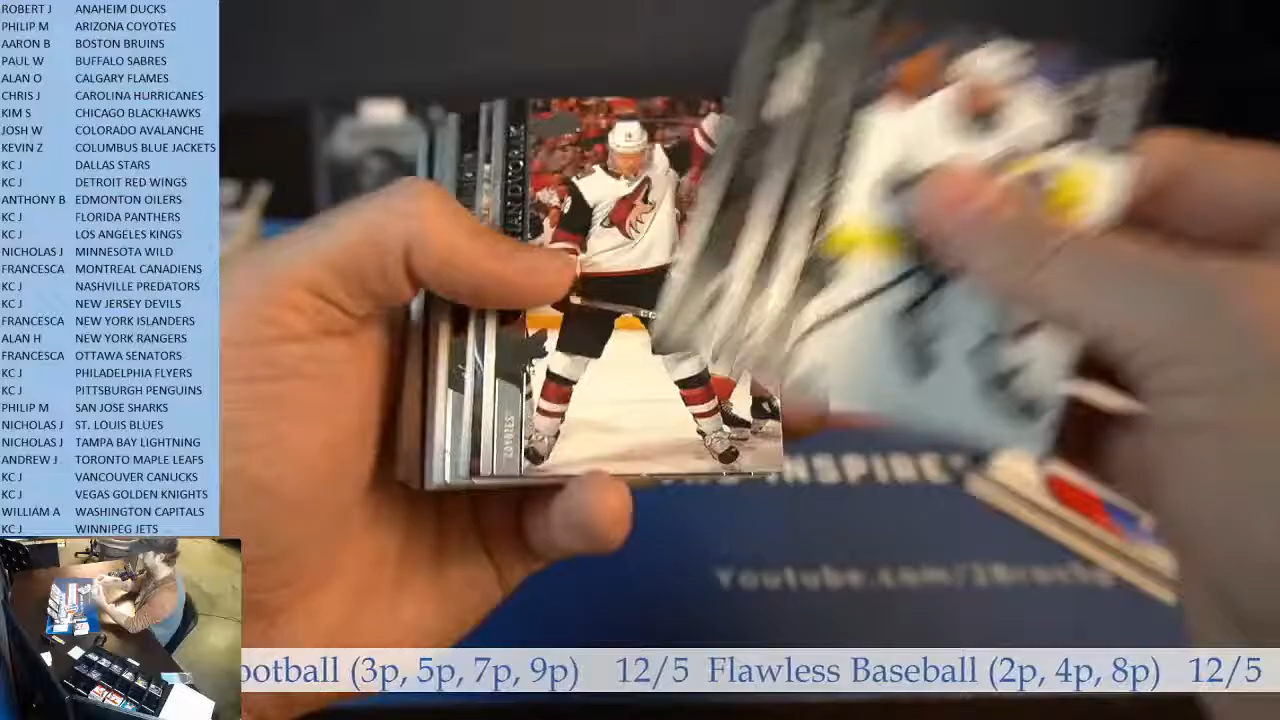 ROBERT J ANAHEIM DUCKS
PHILIP M ARIZONA COYOTES
AARON B BOSTON BRUINS
PAUL W BUFFALO SABRES
ALAN O CALGARY FLAMES
CHRIS J CAROLINA HURRICANES
KIM S CHICAGO BLACKHAWKS
JOSH W COLORADO AVALANCHE
KEVIN Z COLUMBUS BLUE JACKETS
KC J DALLAS STARS
KC J DETROIT RED WINGS
ANTHONY B EDMONTON OILERS
KC J FLORIDA PANTHERS
KC J LOS ANGELES KINGS
NICHOLAS J MINNESOTA WILD
FRANCESCA MONTREAL CANADIENS
KC J NASHVILLE PREDATORS
KC J NEW JERSEY DEVILS
FRANCESCA NEW YORK ISLANDERS
ALAN H NEW YORK RANGERS
FRANCESCA OTTAWA SENATORS
KC J PHILADELPHIA FLYERS
KC J PITTSBURGH PENGUINS
PHILIP M SAN JOSE SHARKS
NICHOLAS J ST. LOUIS BLUES
NICHOLAS J TAMPA BAY LIGHTNING
ANDREW J TORONTO MAPLE LEAFS
KC J VANCOUVER CANUCKS
KC J VEGAS GOLDEN KNIGHTS
WILLIAM A WASHINGTON CAPITALS
KC J WINNIPEG JETS
DVORAK
COYOTES
INSPIRE
ootball (3p, 5p, 7p, 9p) 12/5 Flawless Baseball (2p, 4p, 8p) 12/5